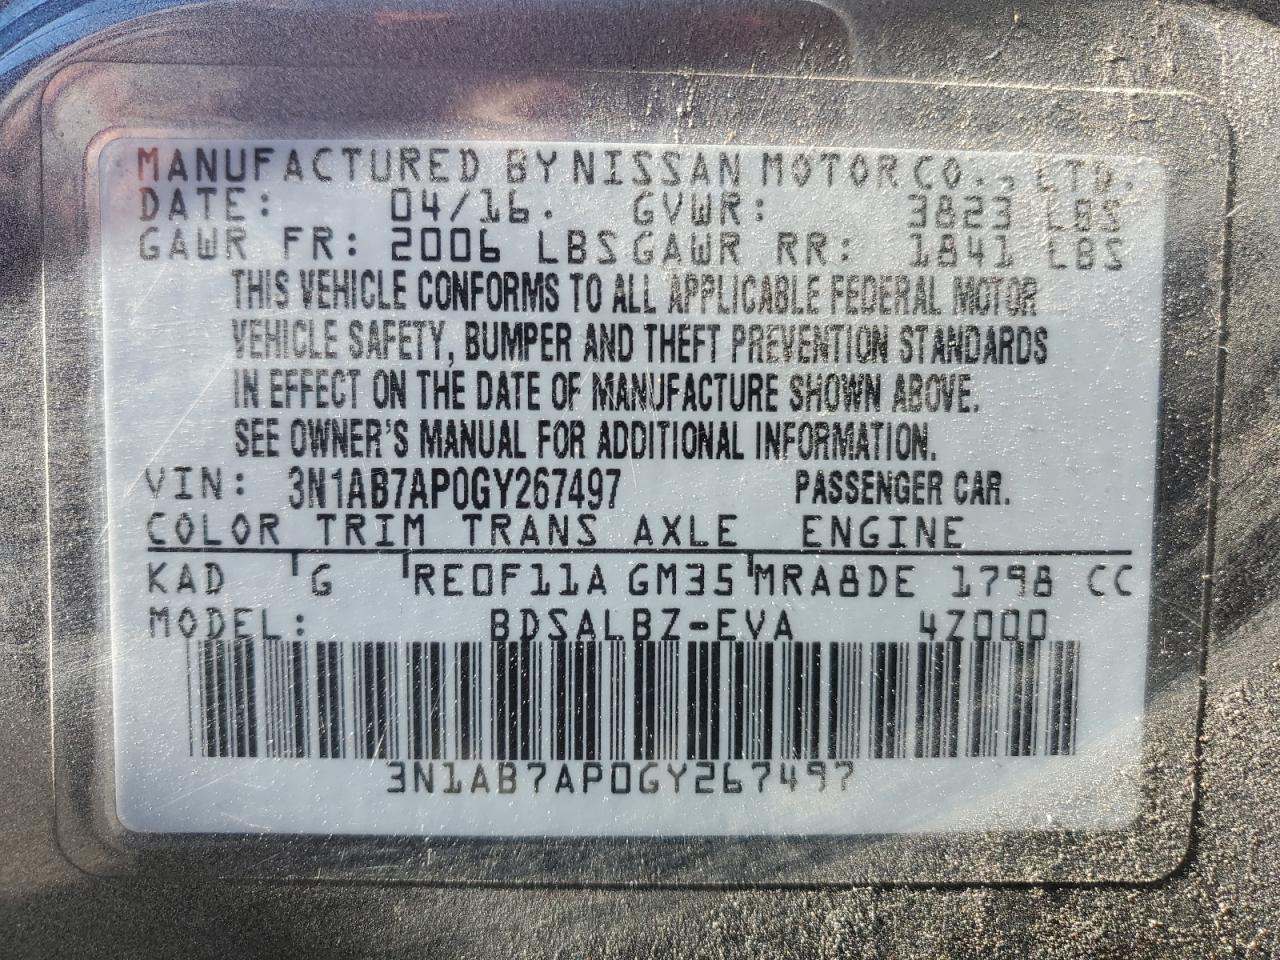 MANUFACTURED BY NISSAN MOTOR CO., LTD.
DATE: 04/16. GVWR: 3823 LBS
GAWR FR: 2006 LBS GAWR RR: 1841 LBS
THIS VEHICLE CONFORMS TO ALL APPLICABLE FEDERAL MOTOR
VEHICLE SAFETY, BUMPER AND THEFT PREVENTION STANDARDS
IN EFFECT ON THE DATE OF MANUFACTURE SHOWN ABOVE.
SEE OWNER'S MANUAL FOR ADDITIONAL INFORMATION.
VIN: 3N1AB7AP0GY267497 PASSENGER CAR.
COLOR TRIM TRANS AXLE ENGINE
KAD G RE0F11A GM35 MRA8DE 1798 CC
MODEL: BDSALBZ-EVA 4Z000
3N1AB7AP0GY267497